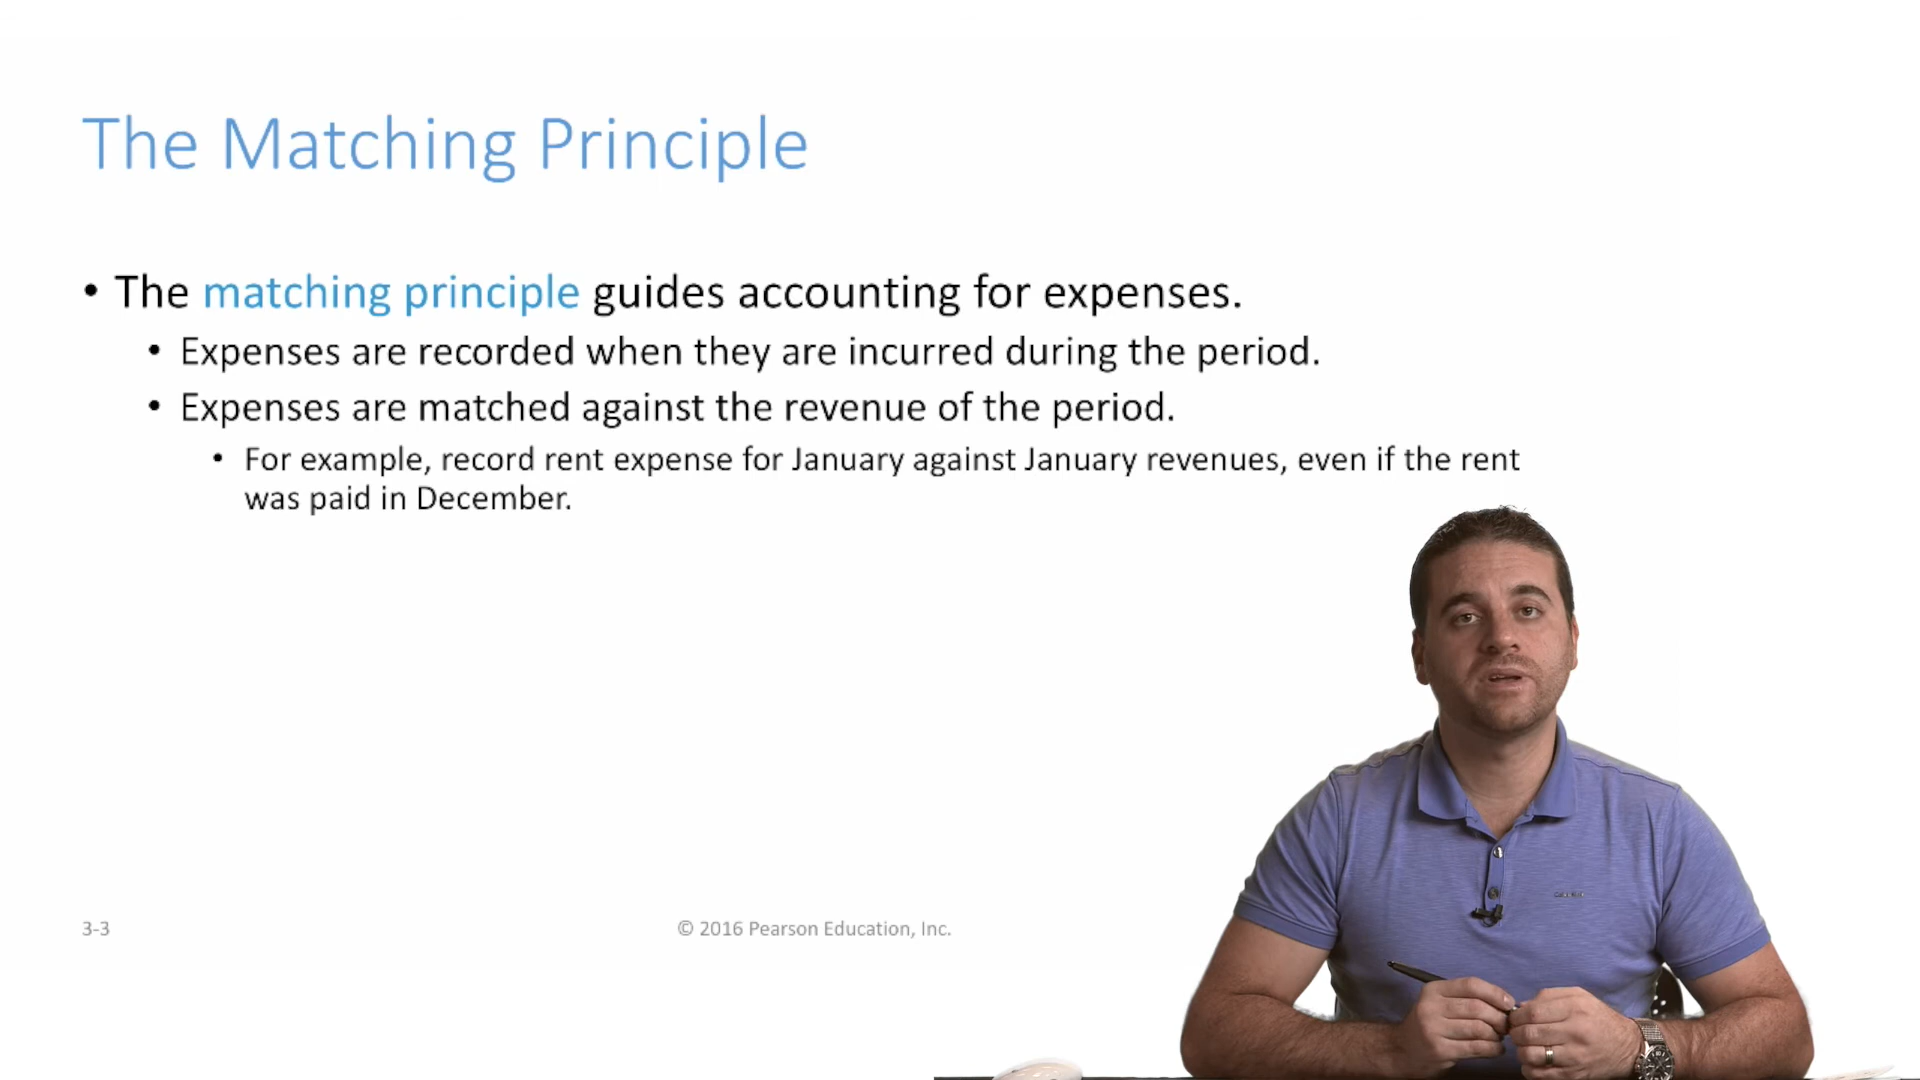 The Matching Principle
• The matching principle guides accounting for expenses.
• Expenses are recorded when they are incurred during the period.
• Expenses are matched against the revenue of the period.
• For example, record rent expense for January against January revenues, even if the rent
was paid in December.
3-3
© 2016 Pearson Education, Inc.